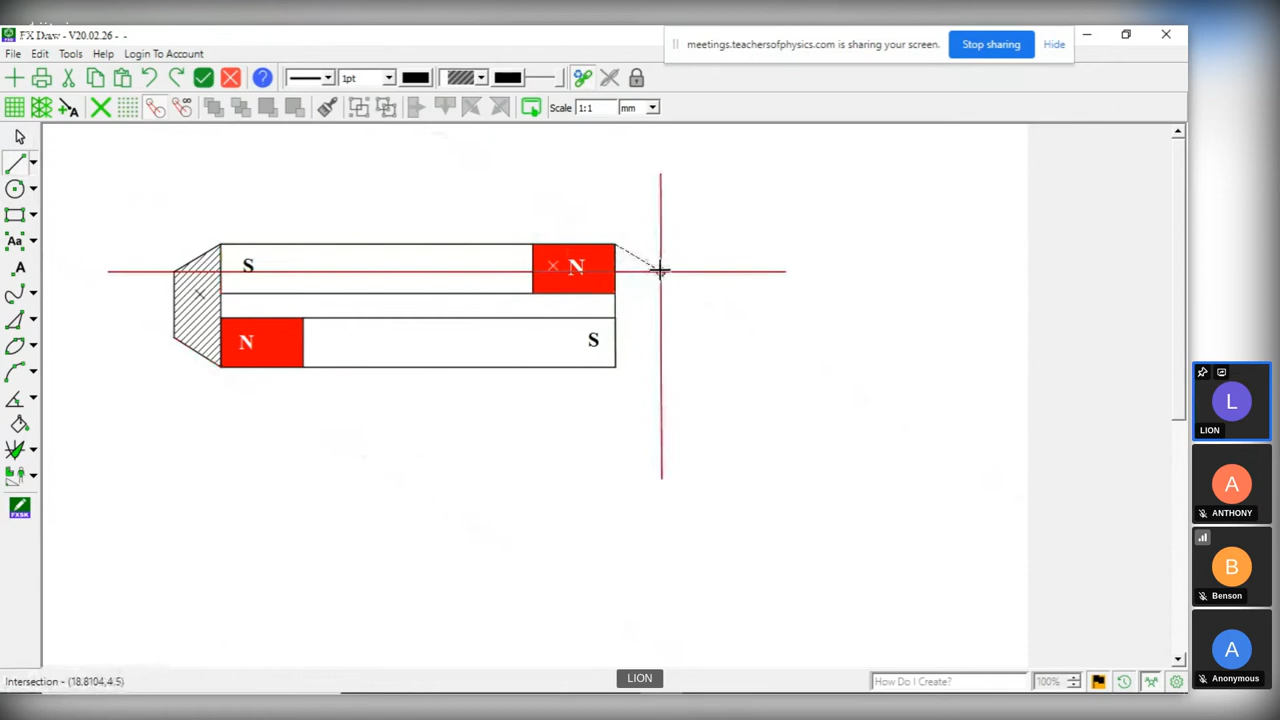 FX Draw - V20.02.26 - -
meetings.teachersofphysics.com is sharing your screen.
Stop sharing
Hide
File Edit Tools Help Login To Account
1pt
Scale 1:1 mm
Aa
A
FXSK
S N
N S
L
LION
A
ANTHONY
B
Benson
A
Anonymous
LION
Intersection - (18.8104,4.5)
How Do I Create?
100%